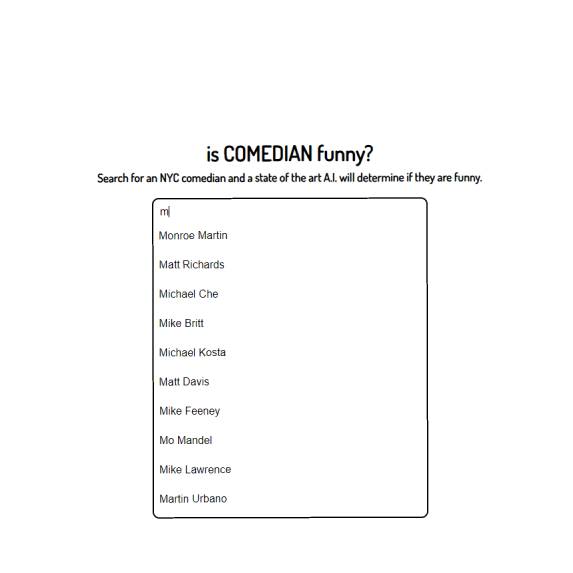 is COMEDIAN funny?
Search for an NYC comedian and a state of the art A.I. will determine if they are funny.
m
Monroe Martin
Matt Richards
Michael Che
Mike Britt
Michael Kosta
Matt Davis
Mike Feeney
Mo Mandel
Mike Lawrence
Martin Urbano